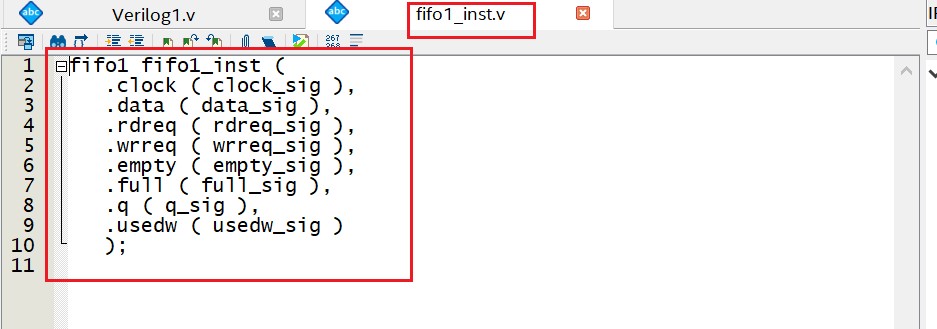 abc Verilog1.v abc fifo1_inst.v
267
268
1 fifo1 fifo1_inst (
2 .clock ( clock_sig ),
3 .data ( data_sig ),
4 .rdreq ( rdreq_sig ),
5 .wrreq ( wrreq_sig ),
6 .empty ( empty_sig ),
7 .full ( full_sig ),
8 .q ( q_sig ),
9 .usedw ( usedw_sig )
10 );
11